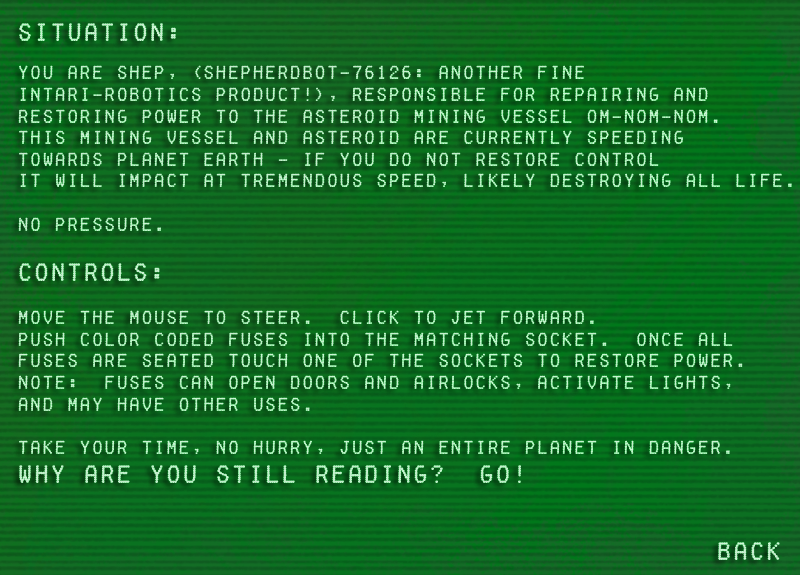 SITUATION:
YOU ARE SHEP, (SHEPHERDBOT-76126: ANOTHER FINE
INTARI-ROBOTICS PRODUCT!), RESPONSIBLE FOR REPAIRING AND
RESTORING POWER TO THE ASTEROID MINING VESSEL OM-NOM-NOM.
THIS MINING VESSEL AND ASTEROID ARE CURRENTLY SPEEDING
TOWARDS PLANET EARTH - IF YOU DO NOT RESTORE CONTROL
IT WILL IMPACT AT TREMENDOUS SPEED, LIKELY DESTROYING ALL LIFE.
NO PRESSURE.
CONTROLS:
MOVE THE MOUSE TO STEER. CLICK TO JET FORWARD.
PUSH COLOR CODED FUSES INTO THE MATCHING SOCKET. ONCE ALL
FUSES ARE SEATED TOUCH ONE OF THE SOCKETS TO RESTORE POWER.
NOTE: FUSES CAN OPEN DOORS AND AIRLOCKS, ACTIVATE LIGHTS,
AND MAY HAVE OTHER USES.
TAKE YOUR TIME, NO HURRY, JUST AN ENTIRE PLANET IN DANGER.
WHY ARE YOU STILL READING? GO!
BACK